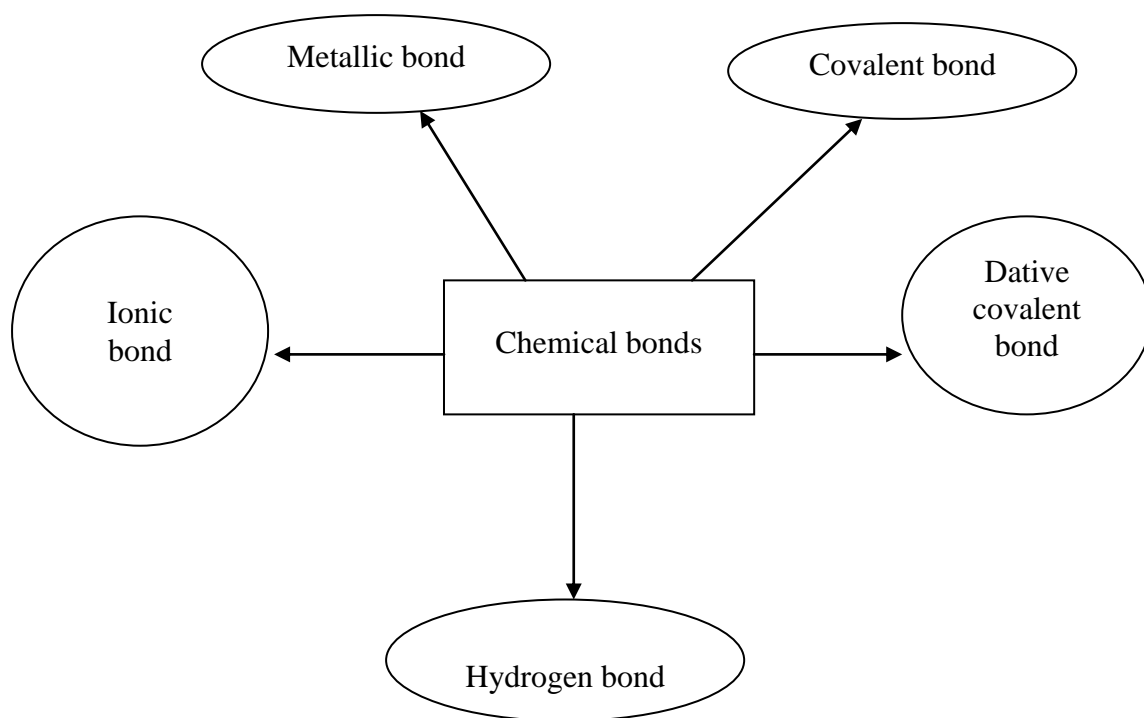 Metallic bond
Covalent bond
Ionic
bond
Chemical bonds
Dative
covalent
bond
Hydrogen bond